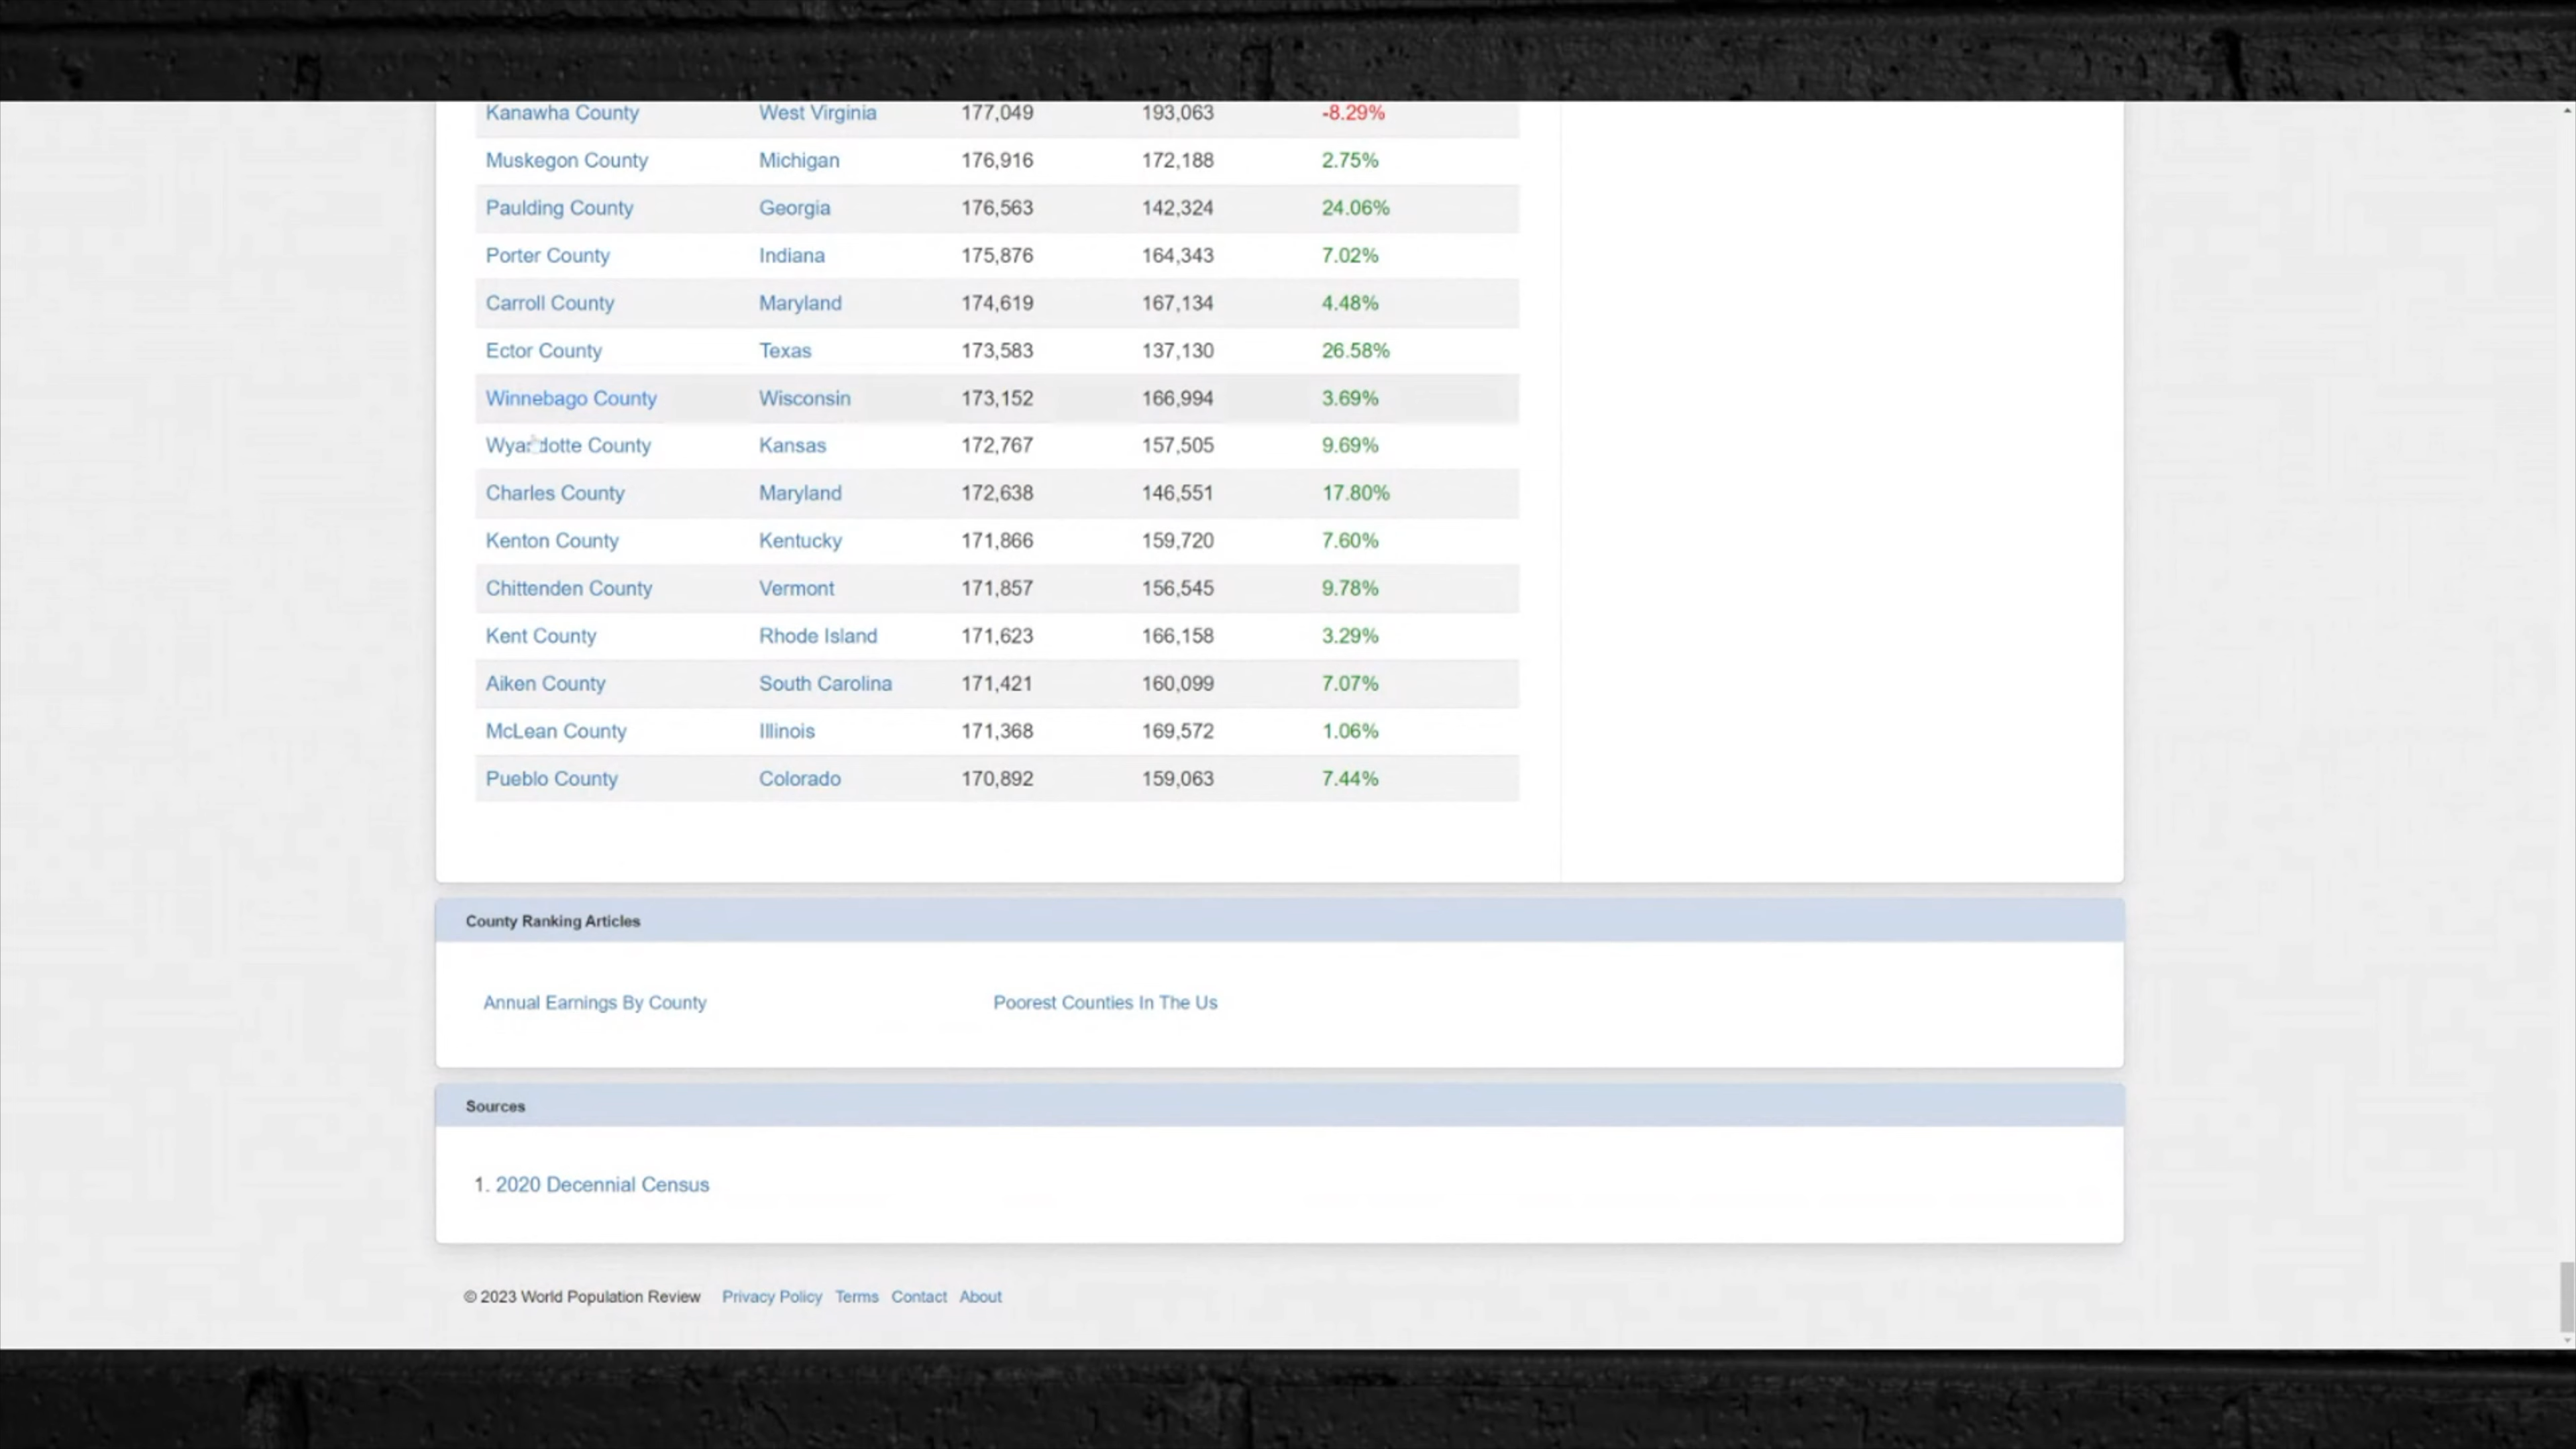 Kanawha County West Virginia 177,049 193,063 -8.29%
Muskegon County Michigan 176,916 172,188 2.75%
Paulding County Georgia 176,563 142,324 24.06%
Porter County Indiana 175,876 164,343 7.02%
Carroll County Maryland 174,619 167,134 4.48%
Ector County Texas 173,583 137,130 26.58%
Winnebago County Wisconsin 173,152 166,994 3.69%
Wyandotte County Kansas 172,767 157,505 9.69%
Charles County Maryland 172,638 146,551 17.80%
Kenton County Kentucky 171,866 159,720 7.60%
Chittenden County Vermont 171,857 156,545 9.78%
Kent County Rhode Island 171,623 166,158 3.29%
Aiken County South Carolina 171,421 160,099 7.07%
McLean County Illinois 171,368 169,572 1.06%
Pueblo County Colorado 170,892 159,063 7.44%
County Ranking Articles
Annual Earnings By County Poorest Counties In The Us
Sources
1. 2020 Decennial Census
© 2023 World Population Review Privacy Policy Terms Contact About